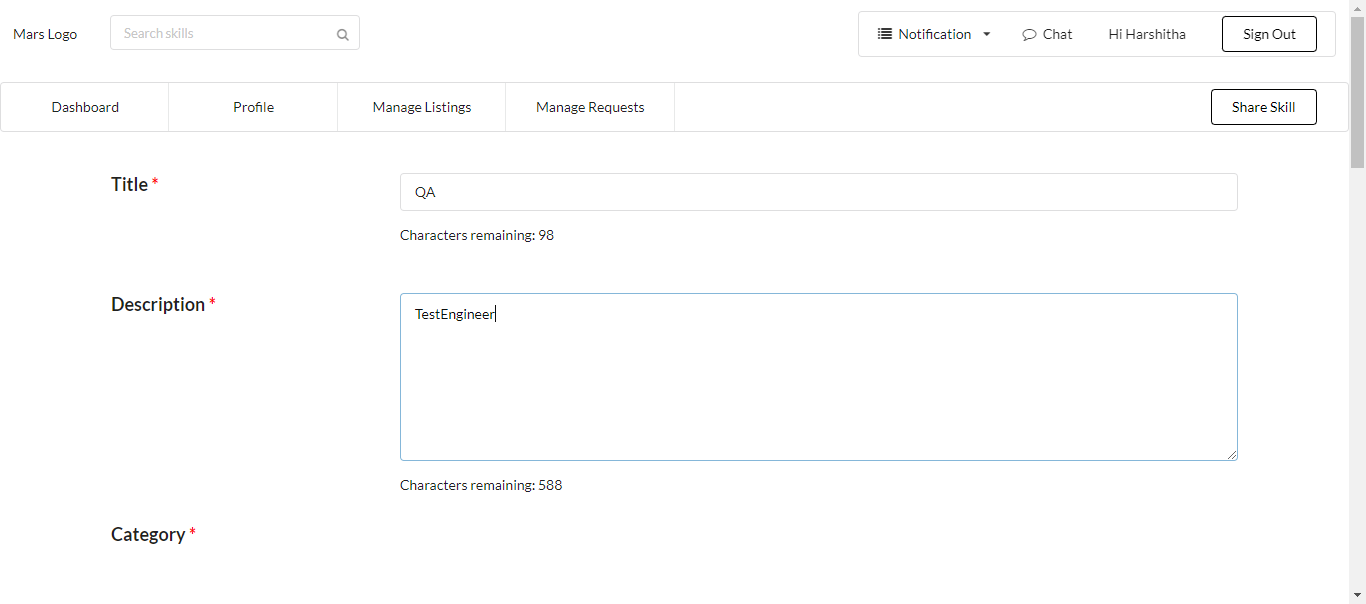 Mars Logo Search skills Notification Chat Hi Harshitha Sign Out
Dashboard Profile Manage Listings Manage Requests Share Skill
Title * QA
Characters remaining: 98
Description * TestEngineer
Characters remaining: 588
Category *